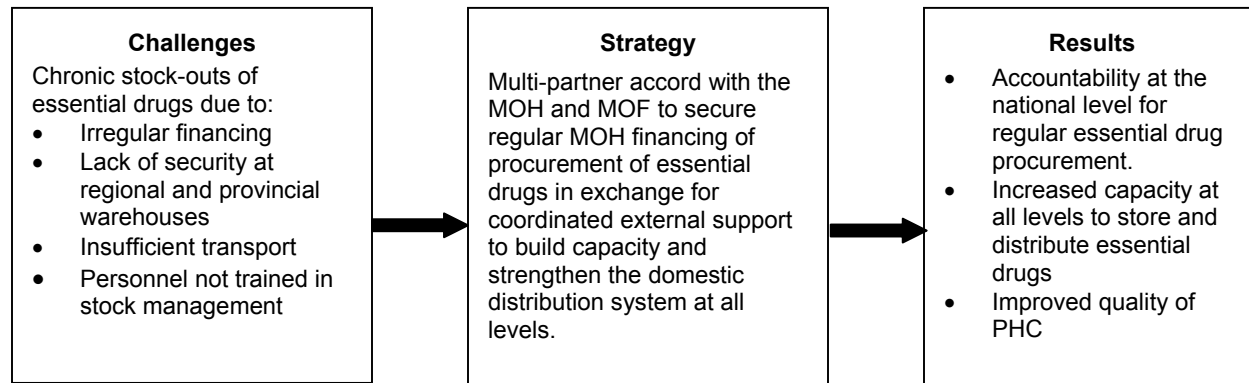 Challenges
Chronic stock-outs of
essential drugs due to:
• Irregular financing
• Lack of security at
regional and provincial
warehouses
• Insufficient transport
• Personnel not trained in
stock management
Strategy
Multi-partner accord with the
MOH and MOF to secure
regular MOH financing of
procurement of essential
drugs in exchange for
coordinated external support
to build capacity and
strengthen the domestic
distribution system at all
levels.
Results
• Accountability at the
national level for
regular essential drug
procurement.
• Increased capacity at
all levels to store and
distribute essential
drugs
• Improved quality of
PHC